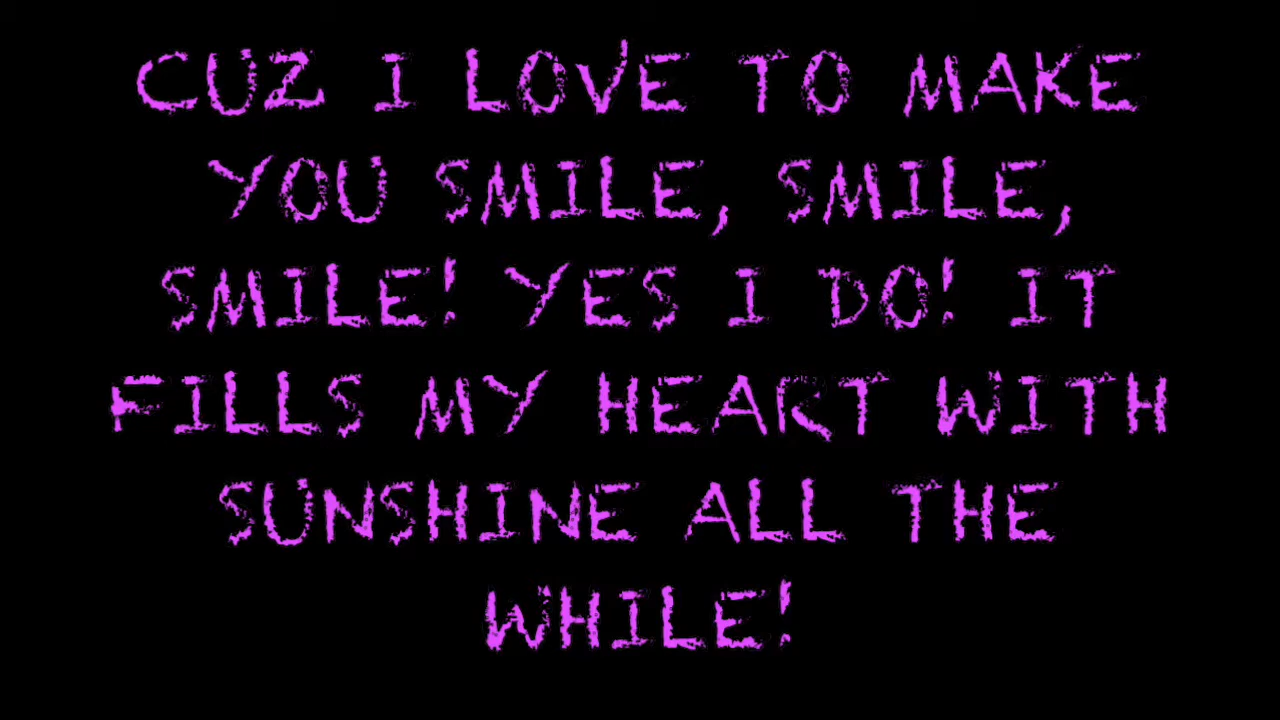 CUZ I LOVE TO MAKE
YOU SMILE, SMILE,
SMILE! YES I DO! IT
FILLS MY HEART WITH
SUNSHINE ALL THE
WHILE!